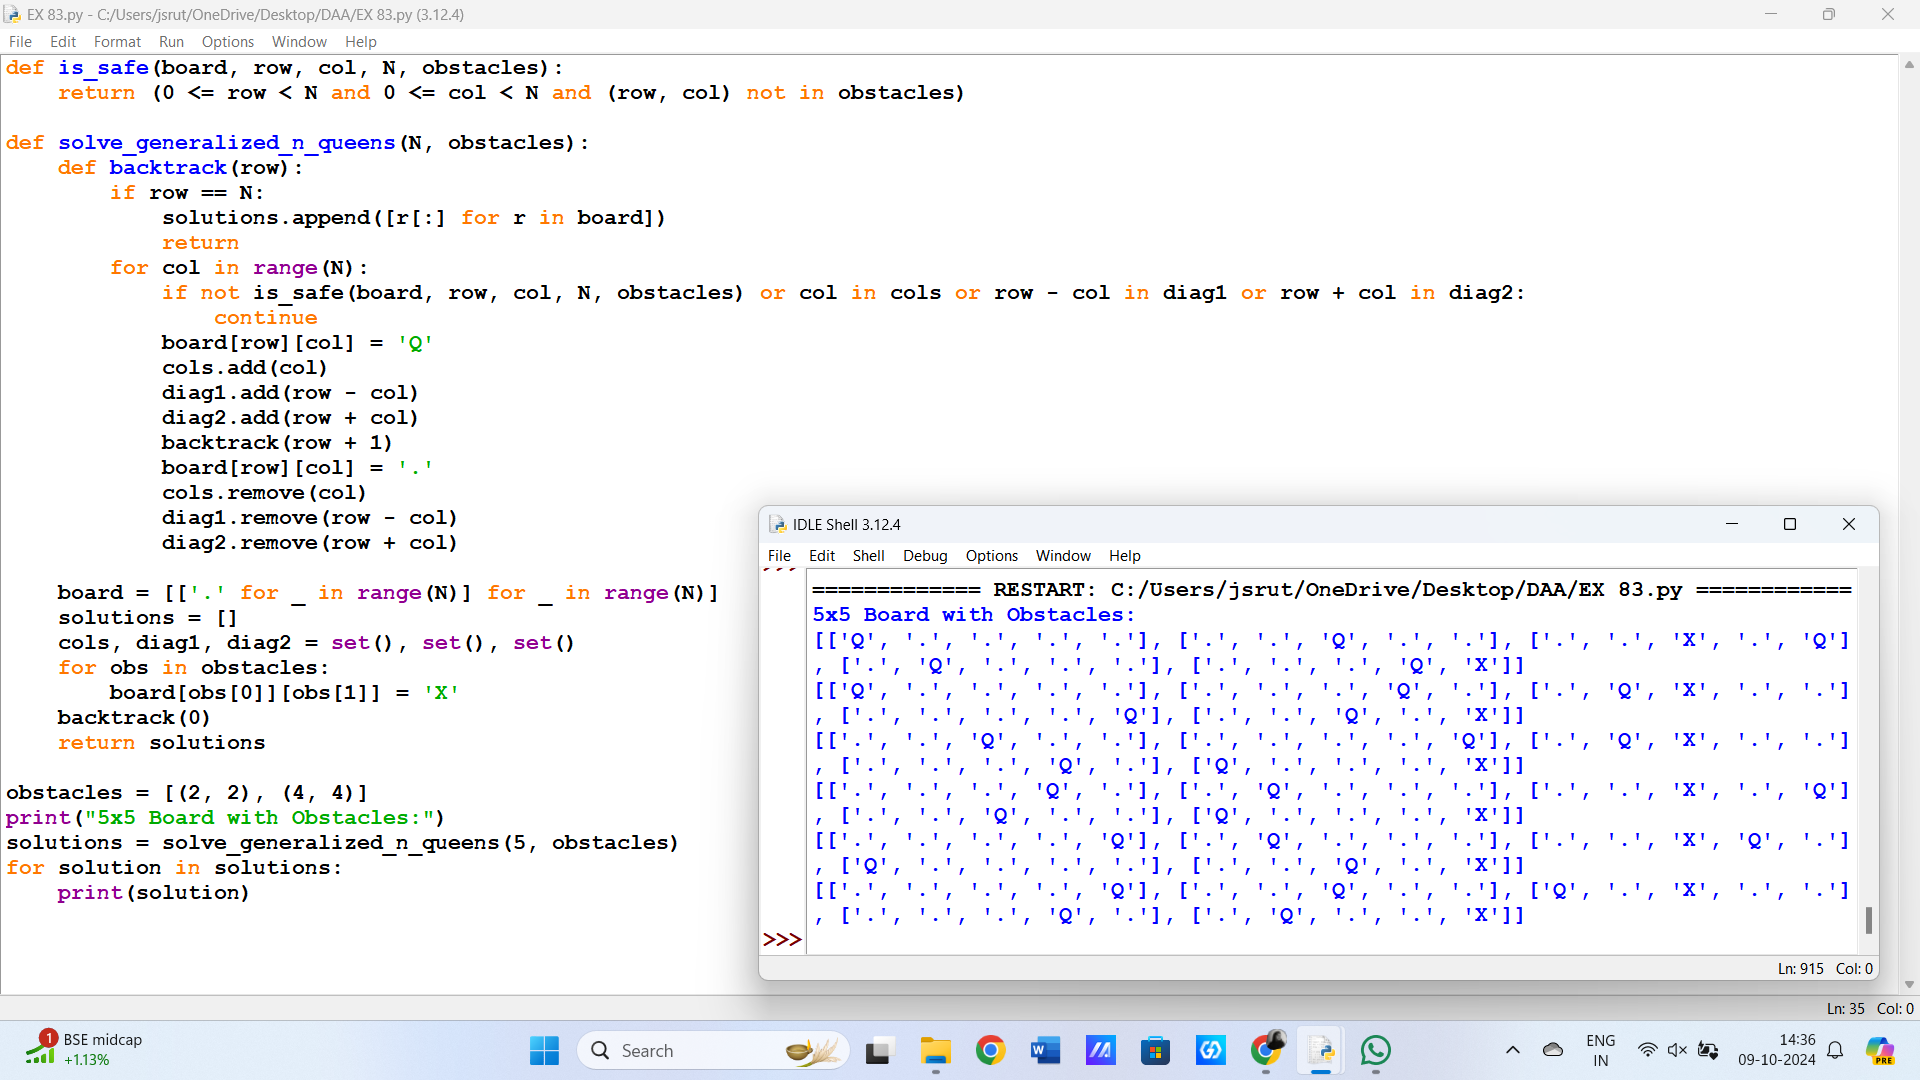 EX 83.py - C:/Users/jsrut/OneDrive/Desktop/DAA/EX 83.py (3.12.4)
File Edit Format Run Options Window Help
def is_safe(board, row, col, N, obstacles):
    return (0 <= row < N and 0 <= col < N and (row, col) not in obstacles)
def solve_generalized_n_queens(N, obstacles):
    def backtrack(row):
        if row == N:
            solutions.append([r[:] for r in board])
            return
        for col in range(N):
            if not is_safe(board, row, col, N, obstacles) or col in cols or row - col in diag1 or row + col in diag2:
                continue
            board[row][col] = 'Q'
            cols.add(col)
            diag1.add(row - col)
            diag2.add(row + col)
            backtrack(row + 1)
            board[row][col] = '.'
            cols.remove(col)
            diag1.remove(row - col)
            diag2.remove(row + col)
    board = [['.' for _ in range(N)] for _ in range(N)]
    solutions = []
    cols, diag1, diag2 = set(), set(), set()
    for obs in obstacles:
        board[obs[0]][obs[1]] = 'X'
    backtrack(0)
    return solutions
obstacles = [(2, 2), (4, 4)]
print("5x5 Board with Obstacles:")
solutions = solve_generalized_n_queens(5, obstacles)
for solution in solutions:
    print(solution)
IDLE Shell 3.12.4
File Edit Shell Debug Options Window Help
============= RESTART: C:/Users/jsrut/OneDrive/Desktop/DAA/EX 83.py ============
5x5 Board with Obstacles:
[['Q', '.', '.', '.', '.'], ['.', '.', 'Q', '.', '.'], ['.', '.', 'X', '.', 'Q']
, ['.', 'Q', '.', '.', '.'], ['.', '.', '.', 'Q', 'X']]
[['Q', '.', '.', '.', '.'], ['.', '.', '.', 'Q', '.'], ['.', 'Q', 'X', '.', '.']
, ['.', '.', '.', '.', 'Q'], ['.', '.', 'Q', '.', 'X']]
[['.', '.', 'Q', '.', '.'], ['.', '.', '.', '.', 'Q'], ['.', 'Q', 'X', '.', '.']
, ['.', '.', '.', 'Q', '.'], ['Q', '.', '.', '.', 'X']]
[['.', '.', '.', 'Q', '.'], ['.', 'Q', '.', '.', '.'], ['.', '.', 'X', '.', 'Q']
, ['.', '.', 'Q', '.', '.'], ['Q', '.', '.', '.', 'X']]
[['.', '.', '.', '.', 'Q'], ['.', 'Q', '.', '.', '.'], ['.', '.', 'X', 'Q', '.']
, ['Q', '.', '.', '.', '.'], ['.', '.', 'Q', '.', 'X']]
[['.', '.', '.', '.', 'Q'], ['.', '.', 'Q', '.', '.'], ['Q', '.', 'X', '.', '.']
, ['.', '.', '.', 'Q', '.'], ['.', 'Q', '.', '.', 'X']]
>>>
Ln: 915 Col: 0
Ln: 35 Col: 0
1
BSE midcap
+1.13%
Search
W
PRE
ENG
IN
14:36
09-10-2024